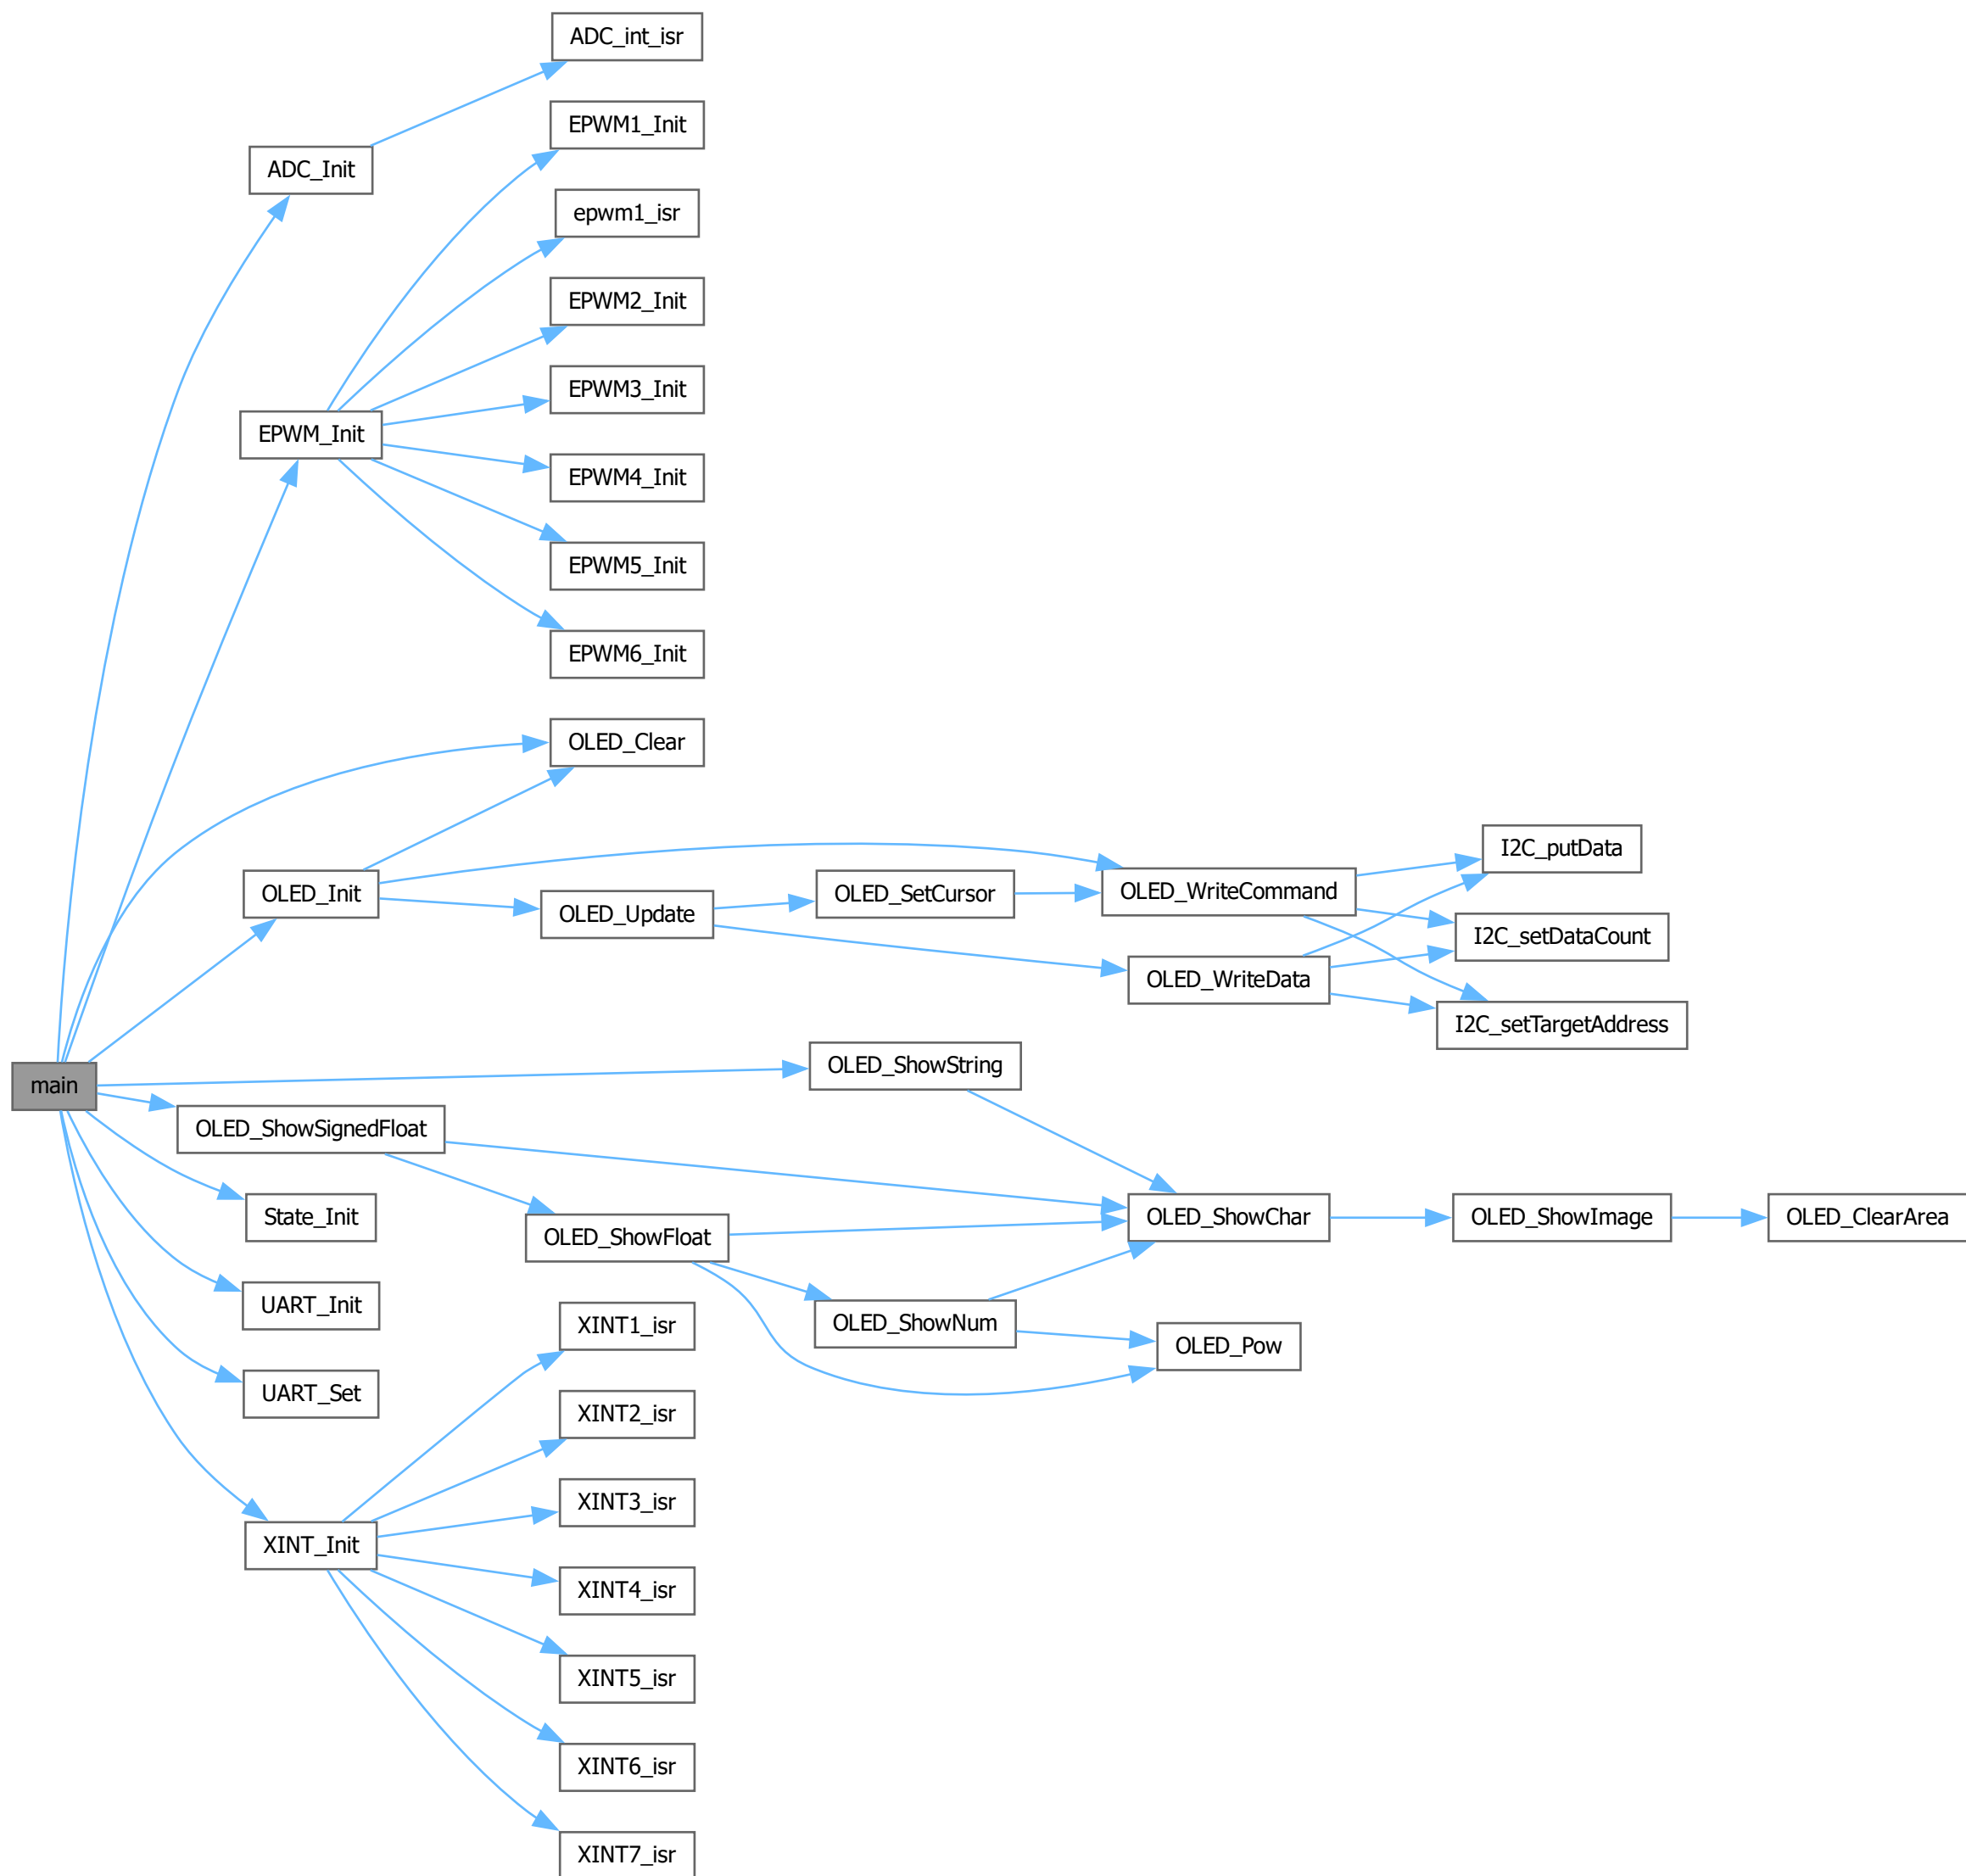 ADC_int_isr
EPWM1_Init
ADC_Init
epwm1_isr
EPWM2_Init
EPWM3_Init
EPWM_Init
EPWM4_Init
EPWM5_Init
EPWM6_Init
OLED_Clear
I2C_putData
OLED_Init
OLED_SetCursor
OLED_WriteCommand
OLED_Update
I2C_setDataCount
OLED_WriteData
I2C_setTargetAddress
OLED_ShowString
main
OLED_ShowSignedFloat
State_Init
OLED_ShowChar
OLED_ShowImage
OLED_ClearArea
OLED_ShowFloat
UART_Init
XINT1_isr
OLED_ShowNum
OLED_Pow
UART_Set
XINT2_isr
XINT3_isr
XINT_Init
XINT4_isr
XINT5_isr
XINT6_isr
XINT7_isr